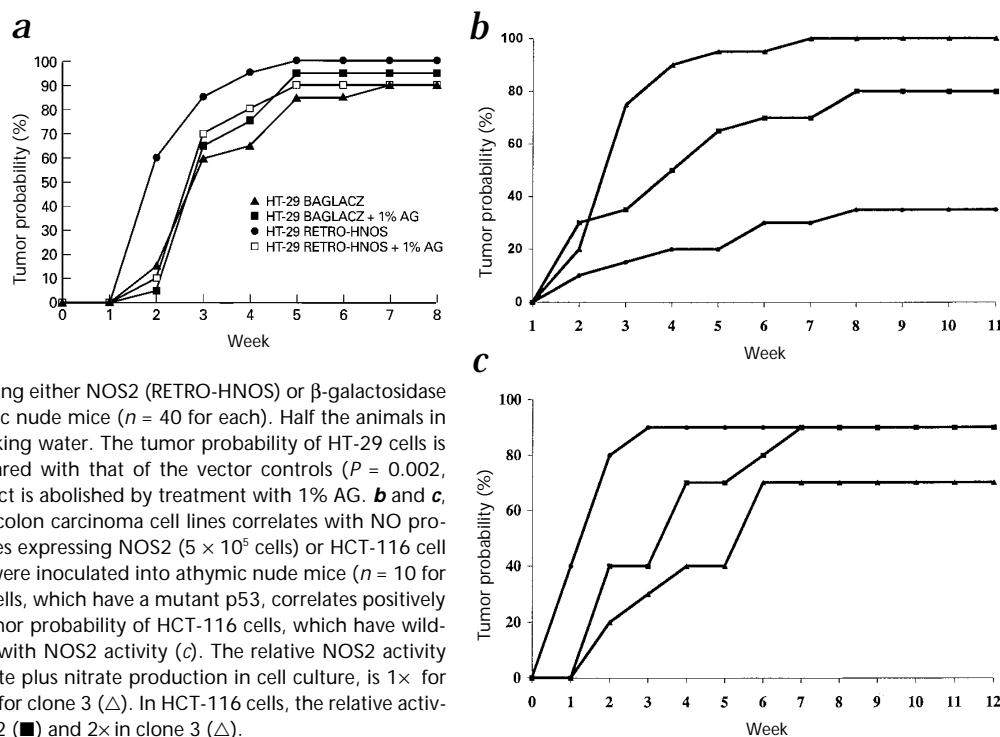 a
Tumor probability (%)
100
90
80
70
60
50
40
30
20
10
0
0 1 2 3 4 5 6 7 8
Week
▲ HT-29 BAGLACZ
■ HT-29 BAGLACZ + 1% AG
● HT-29 RETRO-HNOS
□ HT-29 RETRO-HNOS + 1% AG
b
Tumor probability (%)
100
80
60
40
20
0
1 2 3 4 5 6 7 8 9 10 11
Week
ing either NOS2 (RETRO-HNOS) or β-galactosidase
ic nude mice (n = 40 for each). Half the animals in
king water. The tumor probability of HT-29 cells is
ared with that of the vector controls (P = 0.002,
ct is abolished by treatment with 1% AG. b and c,
colon carcinoma cell lines correlates with NO pro-
es expressing NOS2 (5 × 10⁵ cells) or HCT-116 cell
were inoculated into athymic nude mice (n = 10 for
ells, which have a mutant p53, correlates positively
nor probability of HCT-116 cells, which have wild-
with NOS2 activity (c). The relative NOS2 activity
te plus nitrate production in cell culture, is 1× for
for clone 3 (△). In HCT-116 cells, the relative activ-
2 (■) and 2× in clone 3 (△).
c
Tumor probability (%)
100
80
60
40
20
0
0 1 2 3 4 5 6 7 8 9 10 11 12
Week